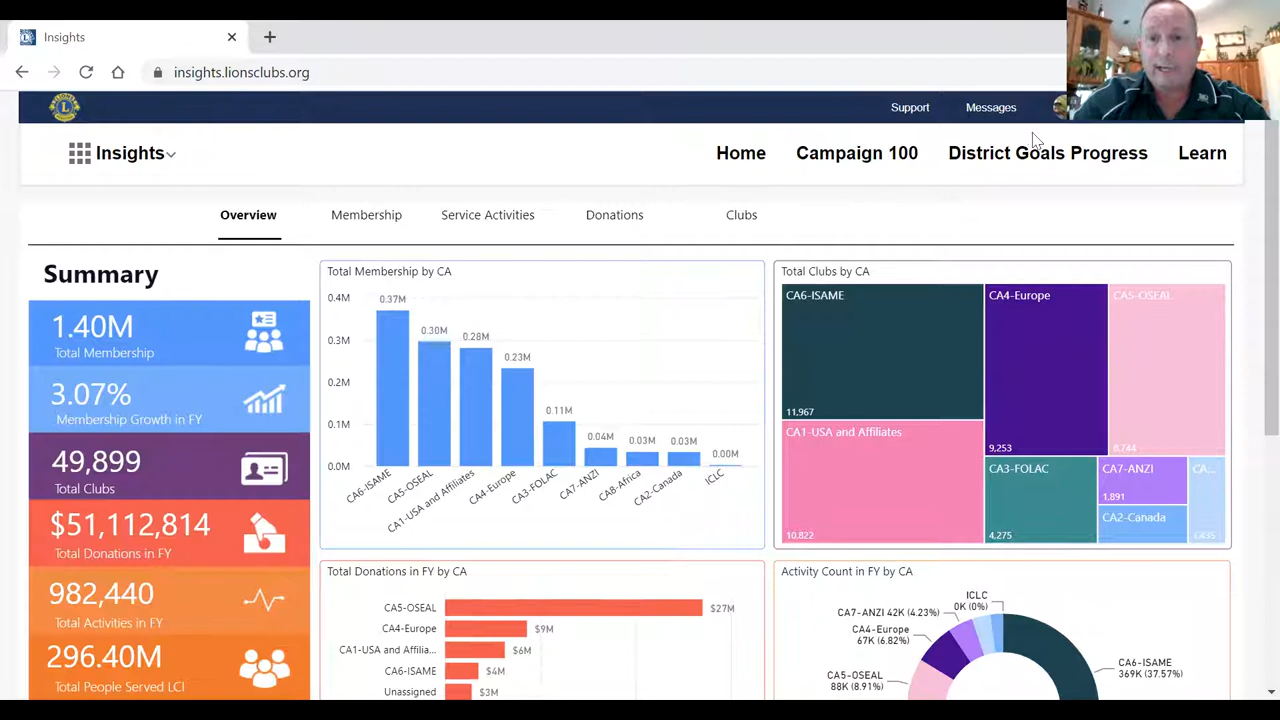 Insights
insights.lionsclubs.org
Support
Messages
Insights
Home
Campaign 100
District Goals Progress
Learn
Overview
Membership
Service Activities
Donations
Clubs
Summary
1.40M
Total Membership
3.07%
Membership Growth in FY
49,899
Total Clubs
$51,112,814
Total Donations in FY
982,440
Total Activities in FY
296.40M
Total People Served LCI
Total Membership by CA
0.4M
0.3M
0.2M
0.1M
0.0M
0.37M
0.30M
0.28M
0.23M
0.11M
0.04M
0.03M
0.03M
0.00M
CA6-ISAME
CA5-OSEAL
CA1-USA and Affiliates
CA4-Europe
CA3-FOLAC
CA7-ANZI
CA8-Africa
CA2-Canada
ICLC
Total Clubs by CA
CA6-ISAME
11,967
CA1-USA and Affiliates
10,822
CA4-Europe
9,253
CA5-OSEAL
8,744
CA3-FOLAC
4,275
CA7-ANZI
1,891
CA2-Canada
CA...
Total Donations in FY by CA
CA5-OSEAL
$27M
CA4-Europe
$9M
CA1-USA and Affilia...
$6M
CA6-ISAME
$4M
Unassigned
$3M
Activity Count in FY by CA
ICLC
0K (0%)
CA7-ANZI 42K (4.23%)
CA4-Europe
67K (6.82%)
CA5-OSEAL
88K (8.91%)
CA6-ISAME
369K (37.57%)